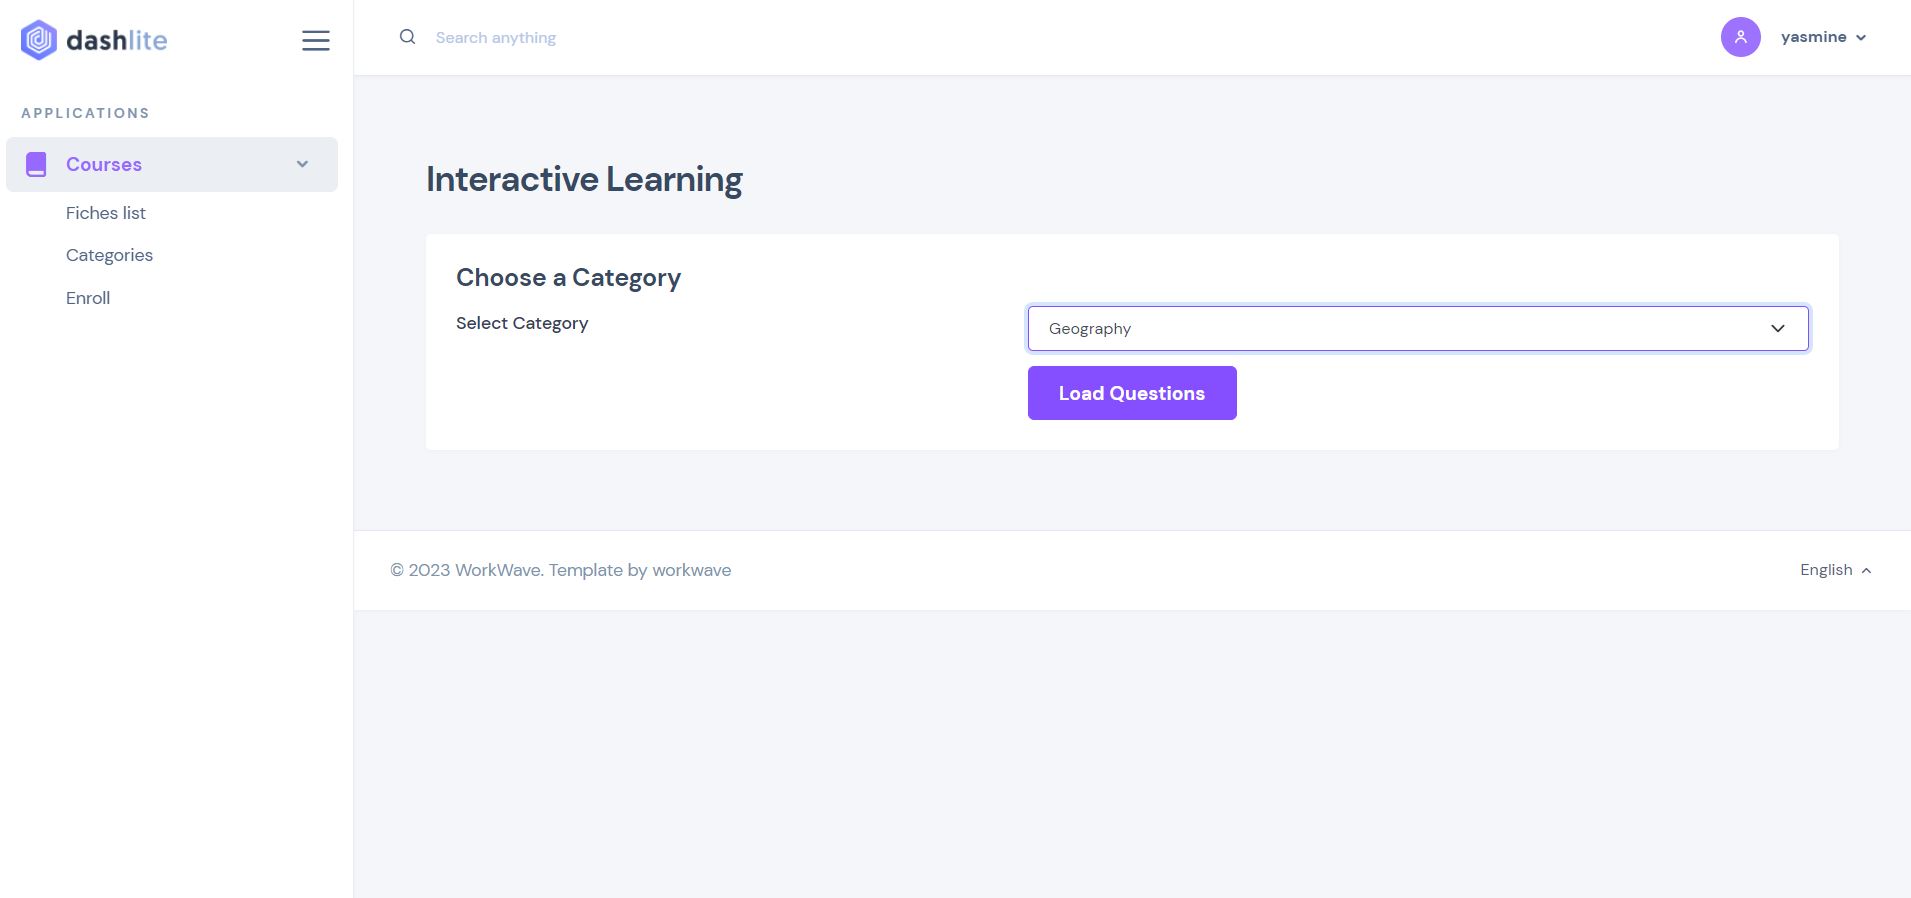 dashlite
Search anything
yasmine
APPLICATIONS
Courses
Fiches list
Categories
Enroll
Interactive Learning
Choose a Category
Select Category
Geography
Load Questions
© 2023 WorkWave. Template by workwave
English